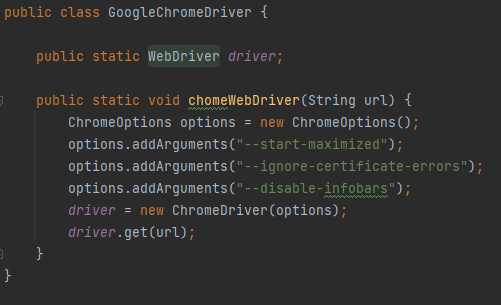 public class GoogleChromeDriver {
public static WebDriver driver;
public static void chomeWebDriver(String url) {
ChromeOptions options = new ChromeOptions();
options.addArguments("--start-maximized");
options.addArguments("--ignore-certificate-errors");
options.addArguments("--disable-infobars");
driver = new ChromeDriver(options);
driver.get(url);
}
}